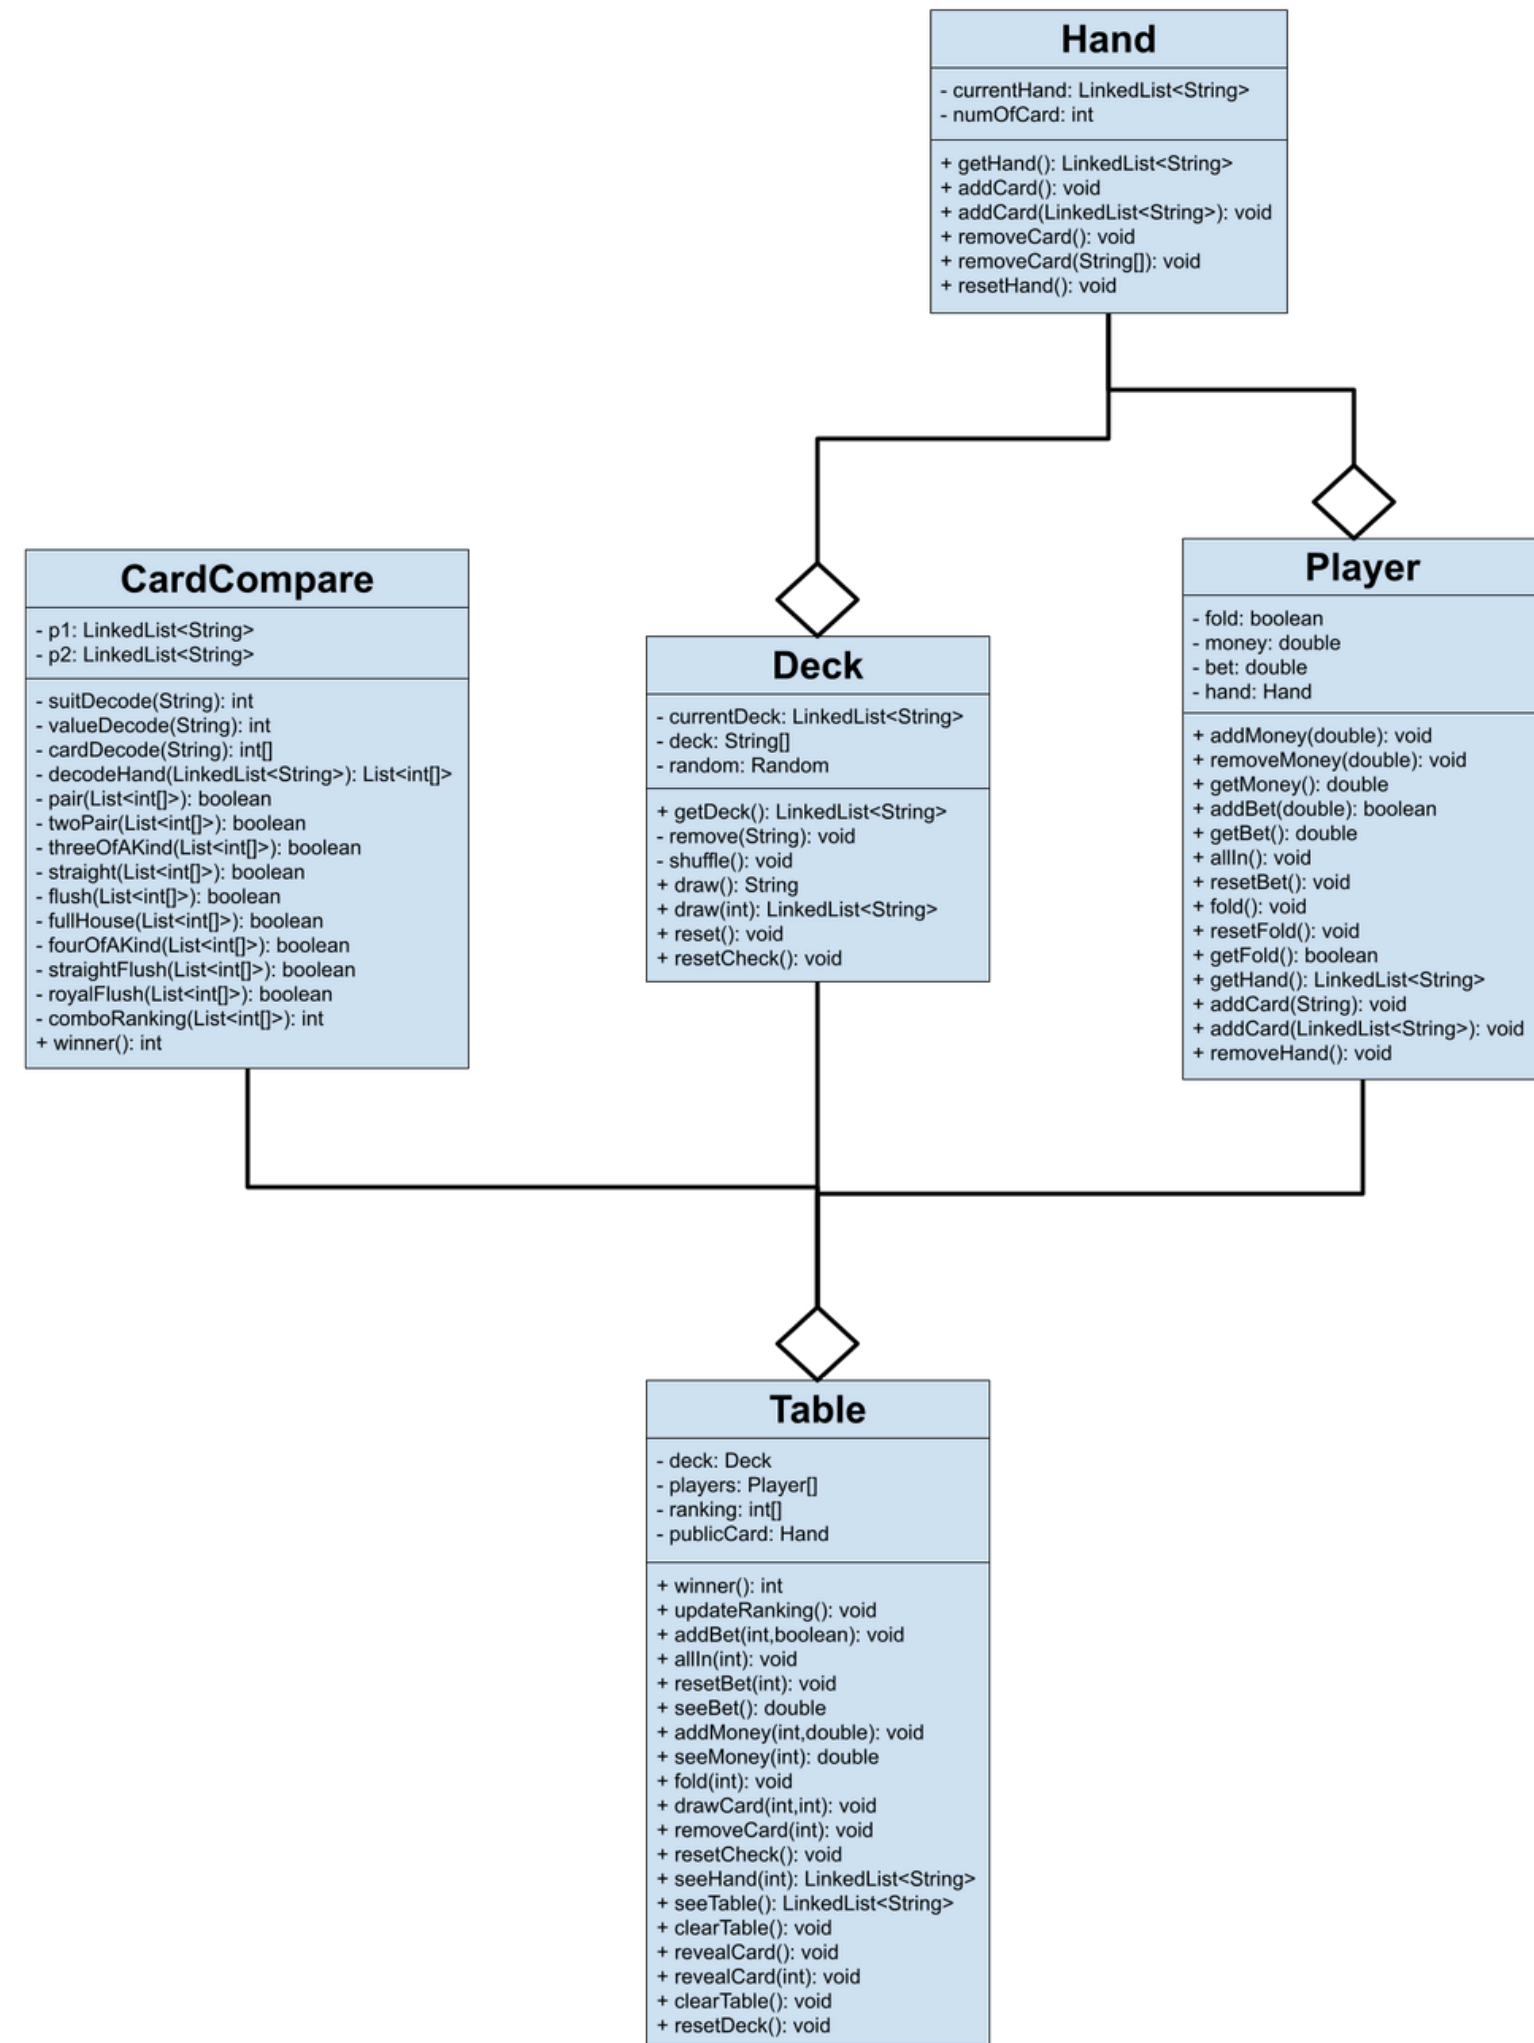 Hand
- currentHand: LinkedList<String>
- numOfCard: int
+ getHand(): LinkedList<String>
+ addCard(): void
+ addCard(LinkedList<String>): void
+ removeCard(): void
+ removeCard(String[]): void
+ resetHand(): void
CardCompare
- p1: LinkedList<String>
- p2: LinkedList<String>
- suitDecode(String): int
- valueDecode(String): int
- cardDecode(String): int[]
- decodeHand(LinkedList<String>): List<int[]>
- pair(List<int[]>): boolean
- twoPair(List<int[]>): boolean
- threeOfAKind(List<int[]>): boolean
- straight(List<int[]>): boolean
- flush(List<int[]>): boolean
- fullHouse(List<int[]>): boolean
- fourOfAKind(List<int[]>): boolean
- straightFlush(List<int[]>): boolean
- royalFlush(List<int[]>): boolean
- comboRanking(List<int[]>): int
+ winner(): int
Deck
- currentDeck: LinkedList<String>
- deck: String[]
- random: Random
+ getDeck(): LinkedList<String>
- remove(String): void
- shuffle(): void
+ draw(): String
+ draw(int): LinkedList<String>
+ reset(): void
+ resetCheck(): void
Player
- fold: boolean
- money: double
- bet: double
- hand: Hand
+ addMoney(double): void
+ removeMoney(double): void
+ getMoney(): double
+ addBet(double): boolean
+ getBet(): double
+ allIn(): void
+ resetBet(): void
+ fold(): void
+ resetFold(): void
+ getFold(): boolean
+ getHand(): LinkedList<String>
+ addCard(String): void
+ addCard(LinkedList<String>): void
+ removeHand(): void
Table
- deck: Deck
- players: Player[]
- ranking: int[]
- publicCard: Hand
+ winner(): int
+ updateRanking(): void
+ addBet(int,boolean): void
+ allIn(int): void
+ resetBet(int): void
+ seeBet(): double
+ addMoney(int,double): void
+ seeMoney(int): double
+ fold(int): void
+ drawCard(int,int): void
+ removeCard(int): void
+ resetCheck(): void
+ seeHand(int): LinkedList<String>
+ seeTable(): LinkedList<String>
+ clearTable(): void
+ revealCard(): void
+ revealCard(int): void
+ clearTable(): void
+ resetDeck(): void